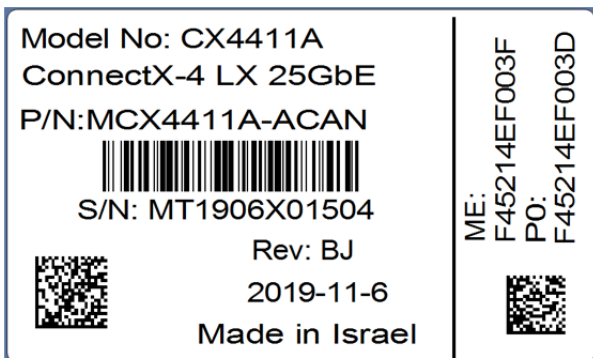 Model No: CX4411A
ConnectX-4 LX 25GbE
P/N:MCX4411A-ACAN
S/N: MT1906X01504
Rev: BJ
2019-11-6
Made in Israel
ME:
F45214EF003F
PO:
F45214EF003D